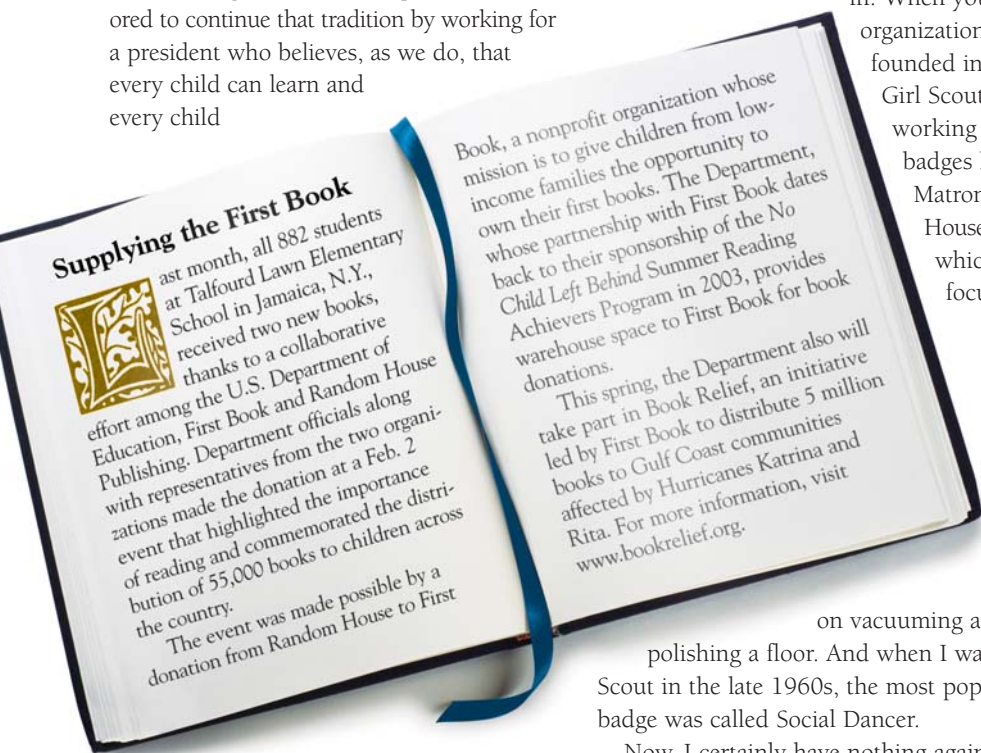 ored to continue that tradition by working for
a president who believes, as we do, that
every child can learn and
every child
Supplying the First Book
Last month, all 882 students
at Talfourd Lawn Elementary
School in Jamaica, N.Y.,
received two new books,
thanks to a collaborative
effort among the U.S. Department of
Education, First Book and Random House
Publishing. Department officials along
with representatives from the two organi-
zations made the donation at a Feb. 2
event that highlighted the importance
of reading and commemorated the distri-
bution of 55,000 books to children across
the country.
The event was made possible by a
donation from Random House to First
Book, a nonprofit organization whose
mission is to give children from low-
income families the opportunity to
own their first books. The Department,
whose partnership with First Book dates
back to their sponsorship of the No
Child Left Behind Summer Reading
Achievers Program in 2003, provides
warehouse space to First Book for book
donations.
This spring, the Department also will
take part in Book Relief, an initiative
led by First Book to distribute 5 million
books to Gulf Coast communities
affected by Hurricanes Katrina and
Rita. For more information, visit
www.bookrelief.org.
in. When you
organization
founded in
Girl Scout
working
badges
Matron
House
whic
focu
on vacuuming a
polishing a floor. And when I wa
Scout in the late 1960s, the most pop
badge was called Social Dancer.
Now, I certainly have nothing again